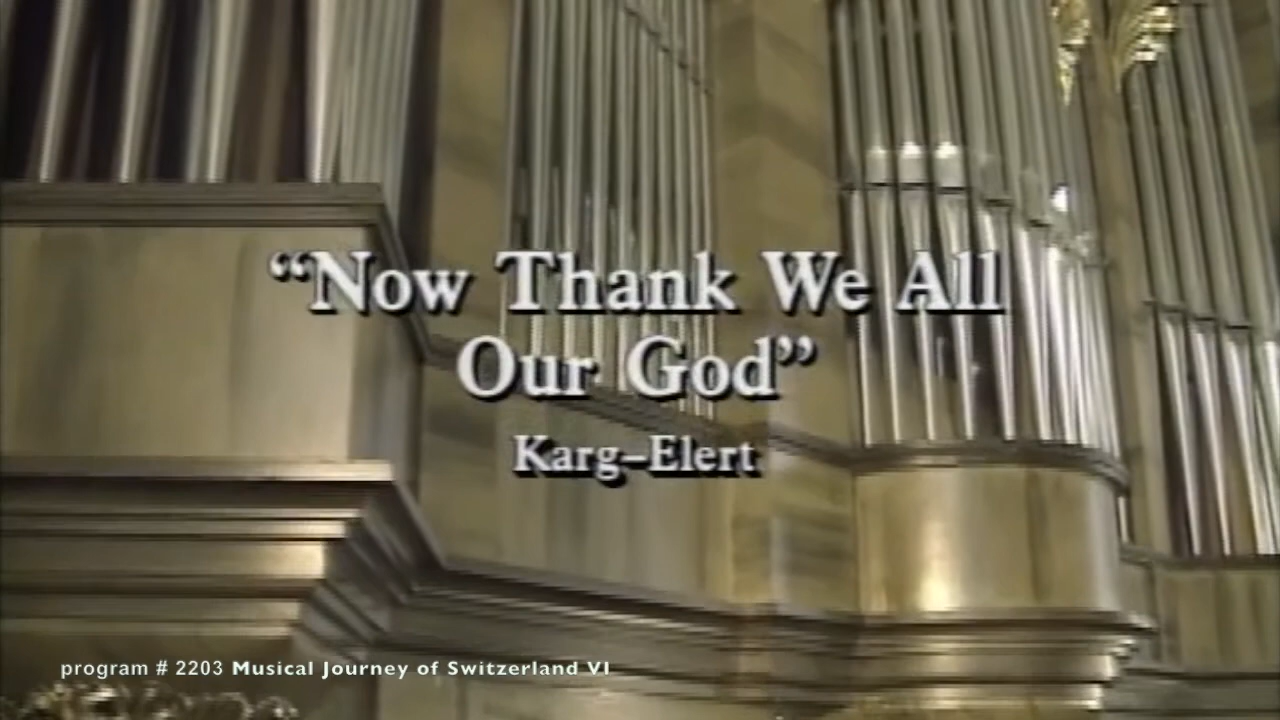 “Now Thank We All
Our God”
Karg–Elert
program # 2203 Musical Journey of Switzerland VI